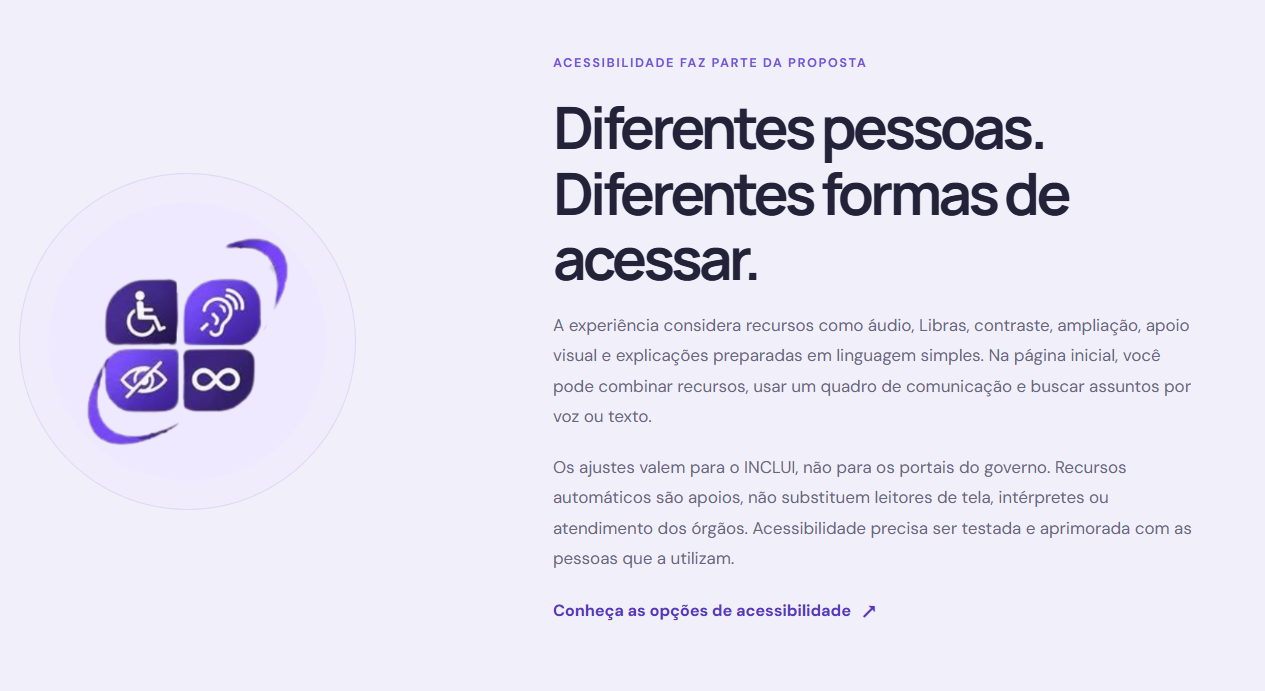 ACESSIBILIDADE FAZ PARTE DA PROPOSTA
Diferentes pessoas.
Diferentes formas de
acessar.
A experiência considera recursos como áudio, Libras, contraste, ampliação, apoio
visual e explicações preparadas em linguagem simples. Na página inicial, você
pode combinar recursos, usar um quadro de comunicação e buscar assuntos por
voz ou texto.
Os ajustes valem para o INCLUI, não para os portais do governo. Recursos
automáticos são apoios, não substituem leitores de tela, intérpretes ou
atendimento dos órgãos. Acessibilidade precisa ser testada e aprimorada com as
pessoas que a utilizam.
Conheça as opções de acessibilidade ↗